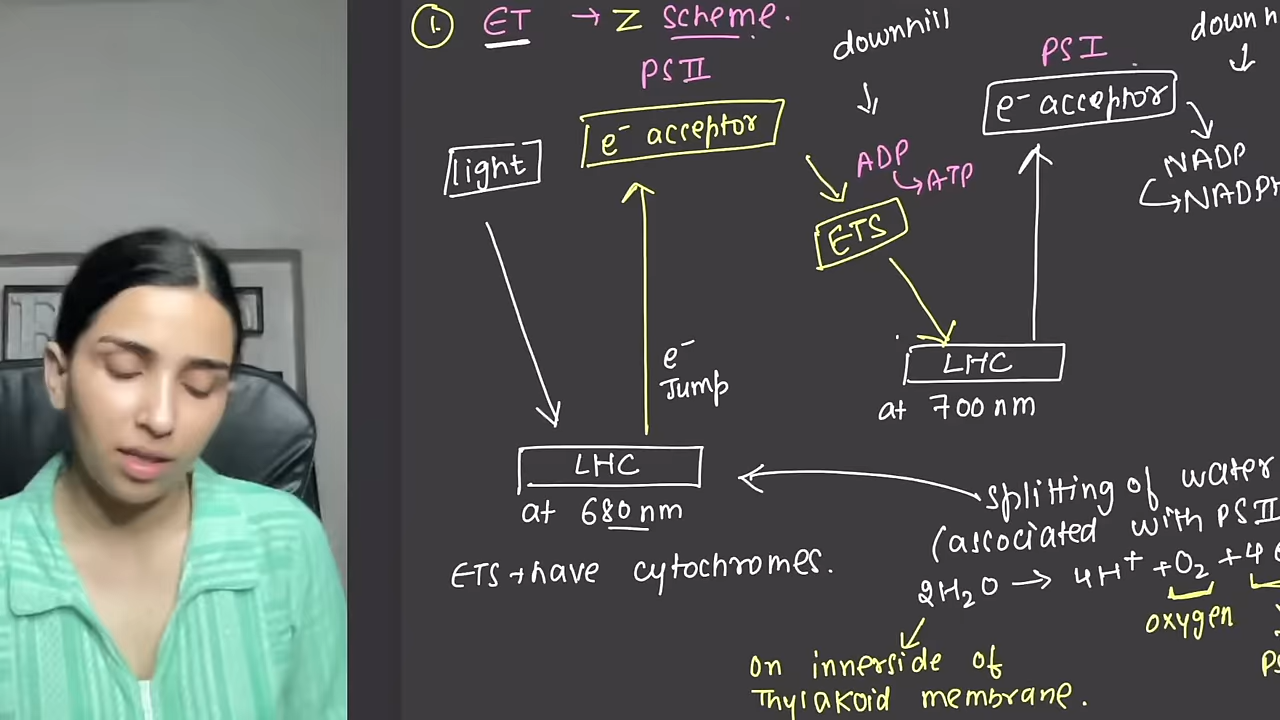 1. ET → Z scheme.
PS II
e⁻ acceptor
light
downhill
↓
ADP
↳ ATP
ETS
PS I
e⁻ acceptor
↓
NADP
e⁻
Jump
LHC
at 700 nm
LHC
at 680 nm
splitting of water
(associated with PS II
ETS → have cytochromes.
2H₂O → 4H⁺ + O₂ + 4
oxygen
on innerside of
Thylakoid membrane.